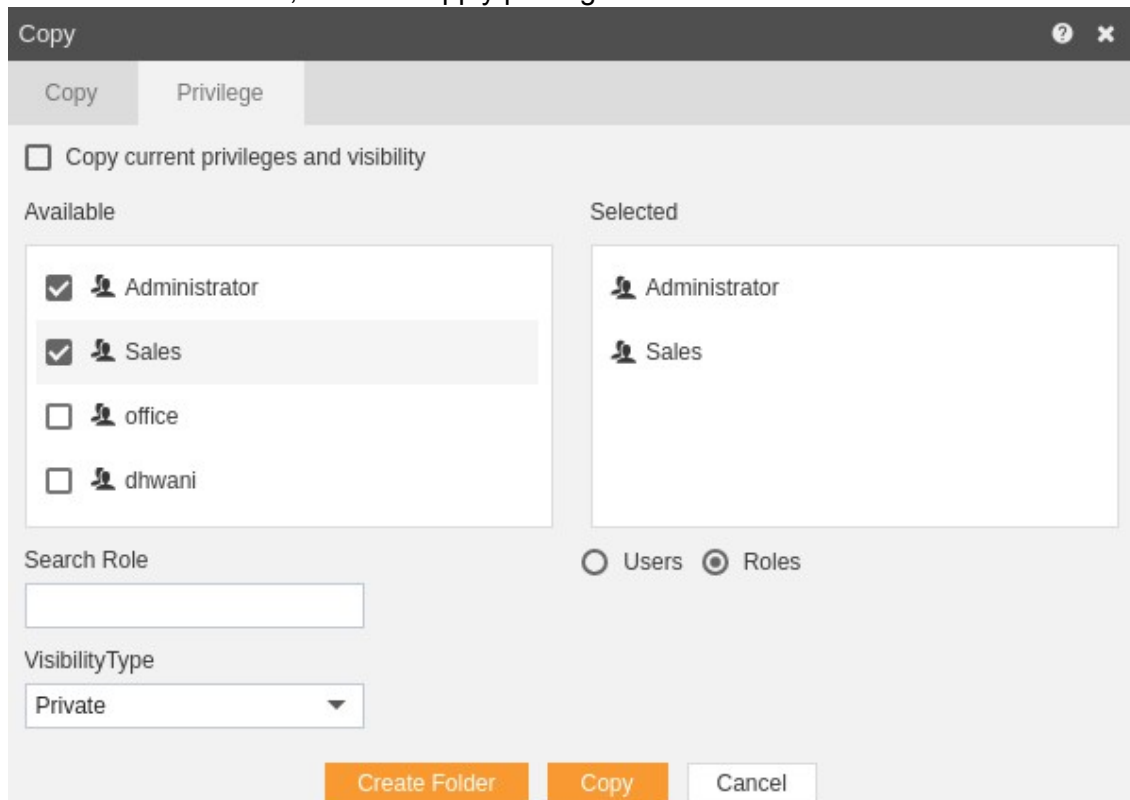 Copy
Copy Privilege
Copy current privileges and visibility
Available Selected
Administrator Administrator
Sales Sales
office
dhwani
Search Role Users Roles
VisibilityType
Private
Create Folder Copy Cancel